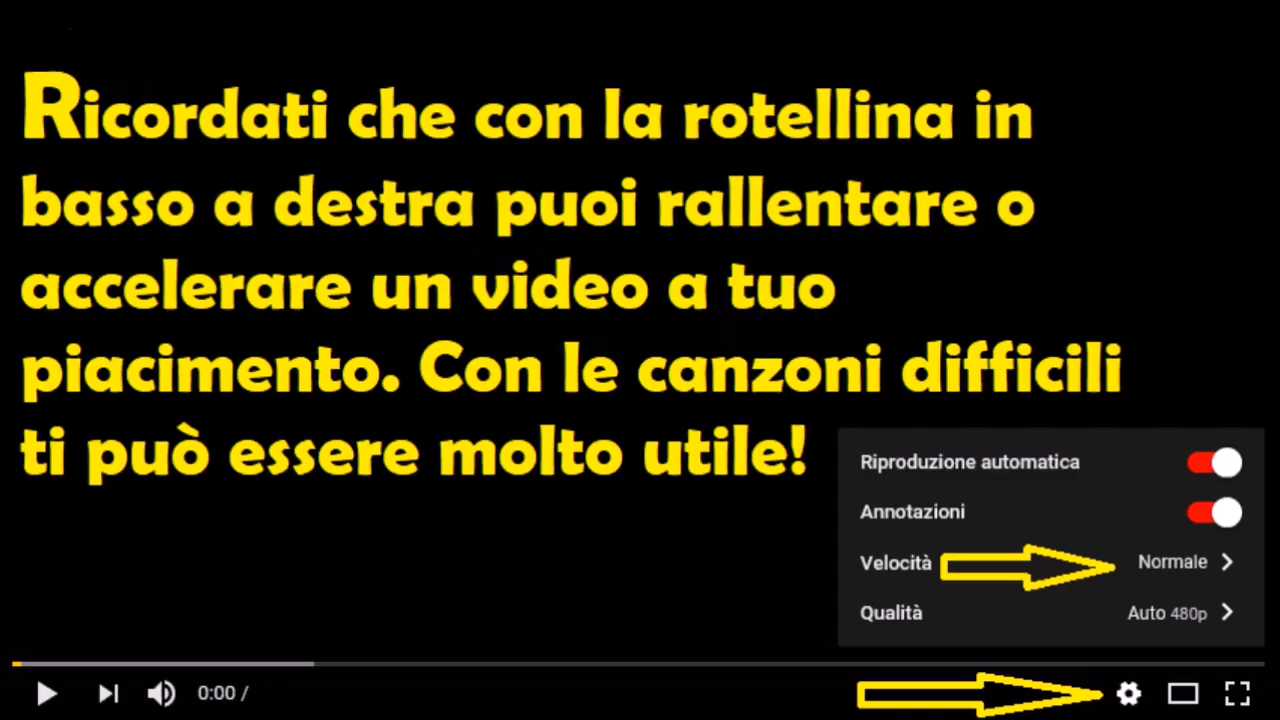 Ricordati che con la rotellina in
basso a destra puoi rallentare o
accelerare un video a tuo
piacimento. Con le canzoni difficili
ti può essere molto utile!
Riproduzione automatica
Annotazioni
Velocità Normale
Qualità Auto 480p
0:00 /